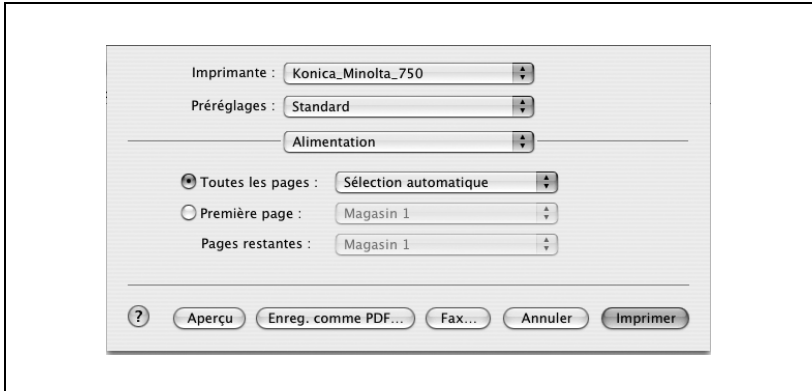 Imprimante : Konica_Minolta_750
Préréglages : Standard
Alimentation
Toutes les pages : Sélection automatique
Première page : Magasin 1
Pages restantes : Magasin 1
? Aperçu Enreg. comme PDF... Fax... Annuler Imprimer